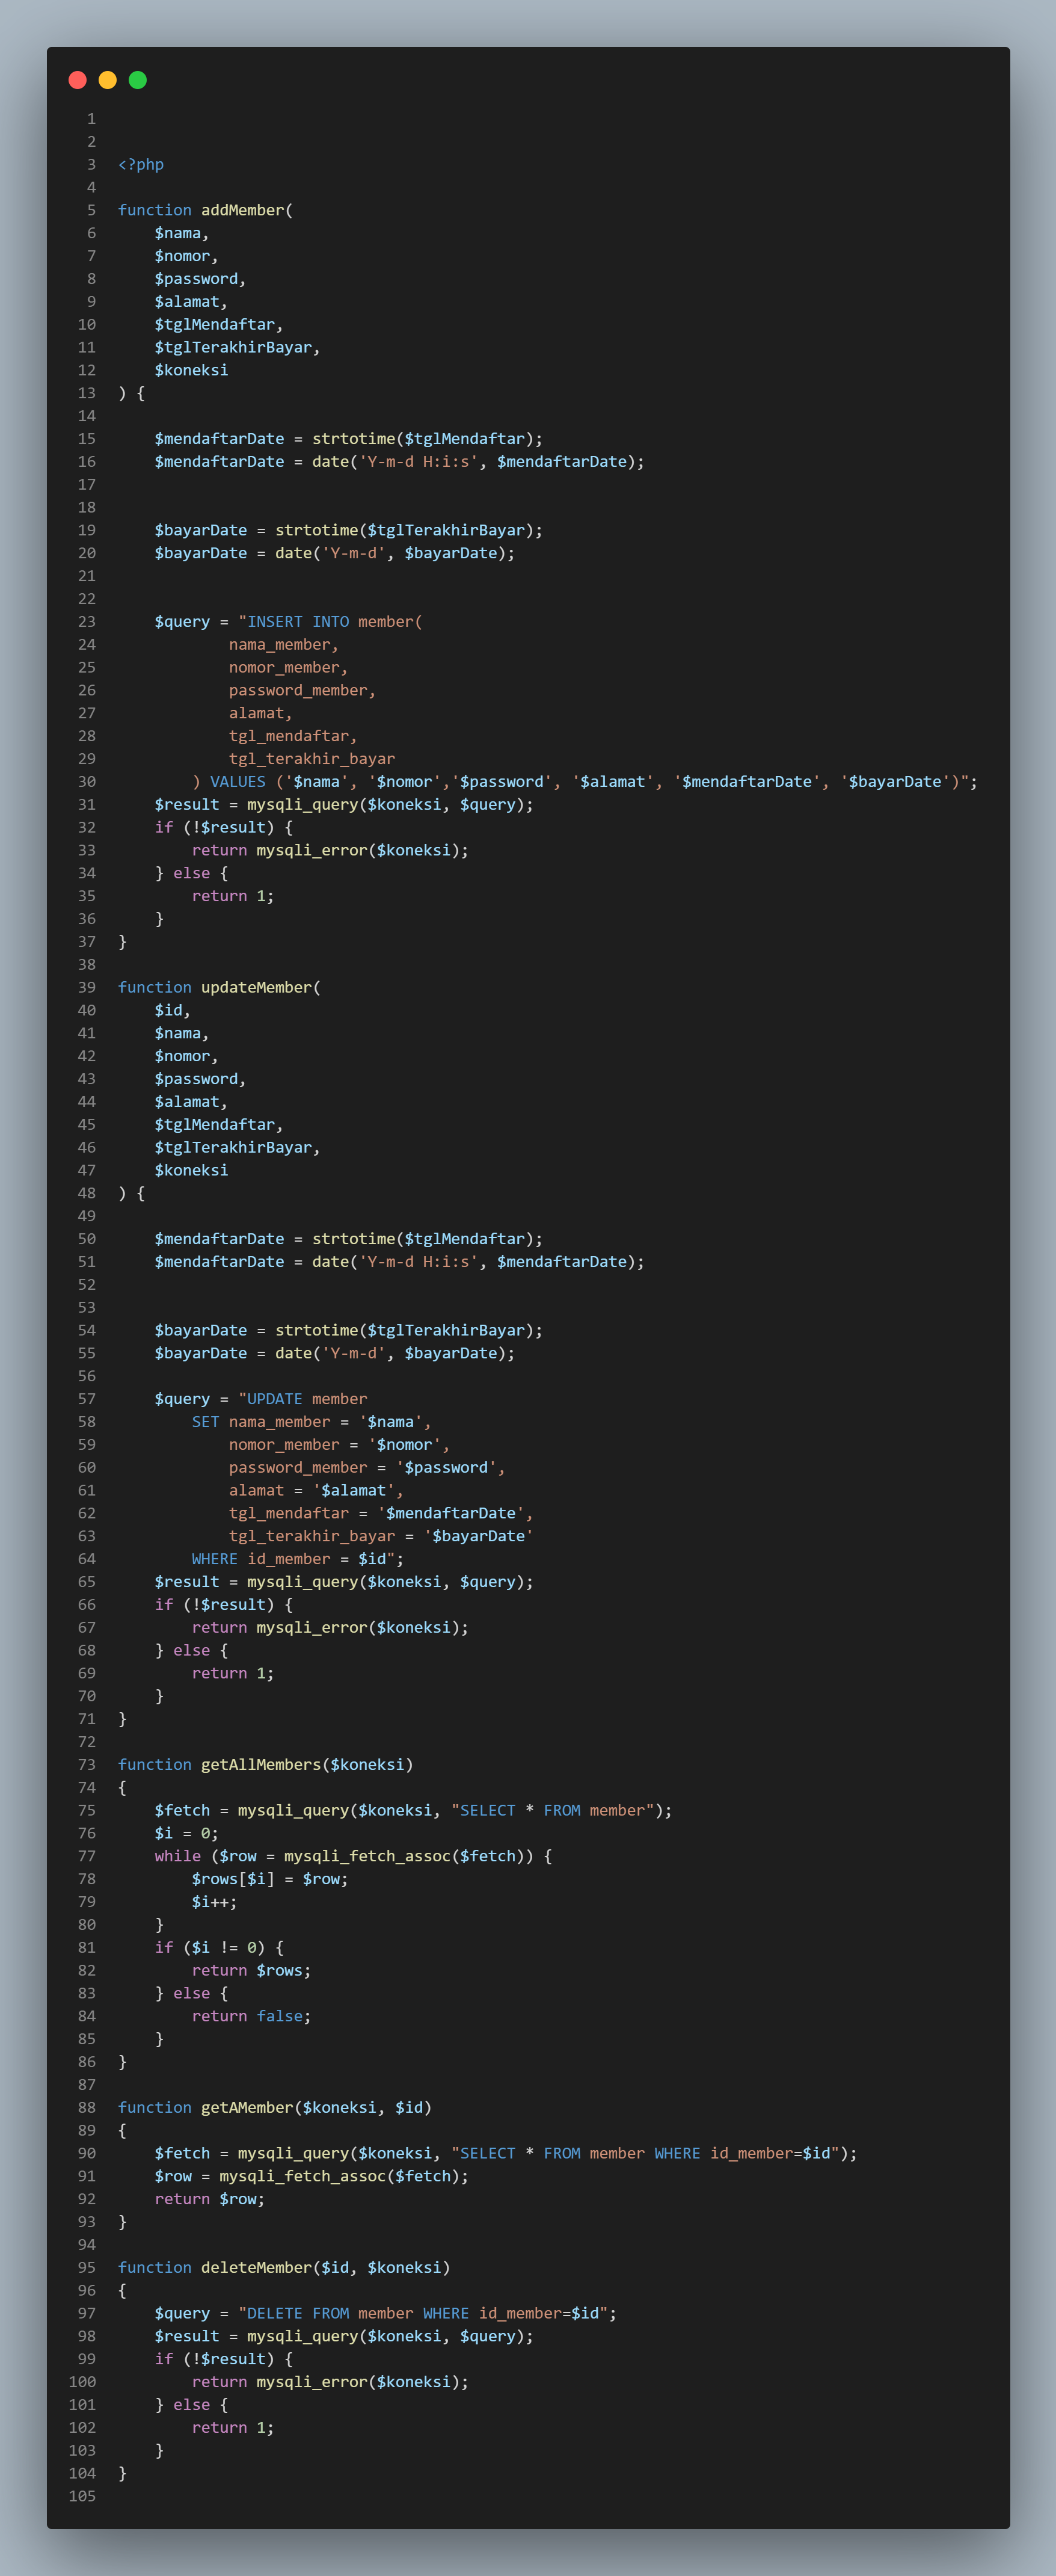 1
2
3 <?php
4
5 function addMember(
6     $nama,
7     $nomor,
8     $password,
9     $alamat,
10     $tglMendaftar,
11     $tglTerakhirBayar,
12     $koneksi
13 ) {
14
15     $mendaftarDate = strtotime($tglMendaftar);
16     $mendaftarDate = date('Y-m-d H:i:s', $mendaftarDate);
17
18
19     $bayarDate = strtotime($tglTerakhirBayar);
20     $bayarDate = date('Y-m-d', $bayarDate);
21
22
23     $query = "INSERT INTO member(
24             nama_member,
25             nomor_member,
26             password_member,
27             alamat,
28             tgl_mendaftar,
29             tgl_terakhir_bayar
30         ) VALUES ('$nama', '$nomor','$password', '$alamat', '$mendaftarDate', '$bayarDate')";
31     $result = mysqli_query($koneksi, $query);
32     if (!$result) {
33         return mysqli_error($koneksi);
34     } else {
35         return 1;
36     }
37 }
38
39 function updateMember(
40     $id,
41     $nama,
42     $nomor,
43     $password,
44     $alamat,
45     $tglMendaftar,
46     $tglTerakhirBayar,
47     $koneksi
48 ) {
49
50     $mendaftarDate = strtotime($tglMendaftar);
51     $mendaftarDate = date('Y-m-d H:i:s', $mendaftarDate);
52
53
54     $bayarDate = strtotime($tglTerakhirBayar);
55     $bayarDate = date('Y-m-d', $bayarDate);
56
57     $query = "UPDATE member
58         SET nama_member = '$nama',
59             nomor_member = '$nomor',
60             password_member = '$password',
61             alamat = '$alamat',
62             tgl_mendaftar = '$mendaftarDate',
63             tgl_terakhir_bayar = '$bayarDate'
64         WHERE id_member = $id";
65     $result = mysqli_query($koneksi, $query);
66     if (!$result) {
67         return mysqli_error($koneksi);
68     } else {
69         return 1;
70     }
71 }
72
73 function getAllMembers($koneksi)
74 {
75     $fetch = mysqli_query($koneksi, "SELECT * FROM member");
76     $i = 0;
77     while ($row = mysqli_fetch_assoc($fetch)) {
78         $rows[$i] = $row;
79         $i++;
80     }
81     if ($i != 0) {
82         return $rows;
83     } else {
84         return false;
85     }
86 }
87
88 function getAMember($koneksi, $id)
89 {
90     $fetch = mysqli_query($koneksi, "SELECT * FROM member WHERE id_member=$id");
91     $row = mysqli_fetch_assoc($fetch);
92     return $row;
93 }
94
95 function deleteMember($id, $koneksi)
96 {
97     $query = "DELETE FROM member WHERE id_member=$id";
98     $result = mysqli_query($koneksi, $query);
99     if (!$result) {
100         return mysqli_error($koneksi);
101     } else {
102         return 1;
103     }
104 }
105